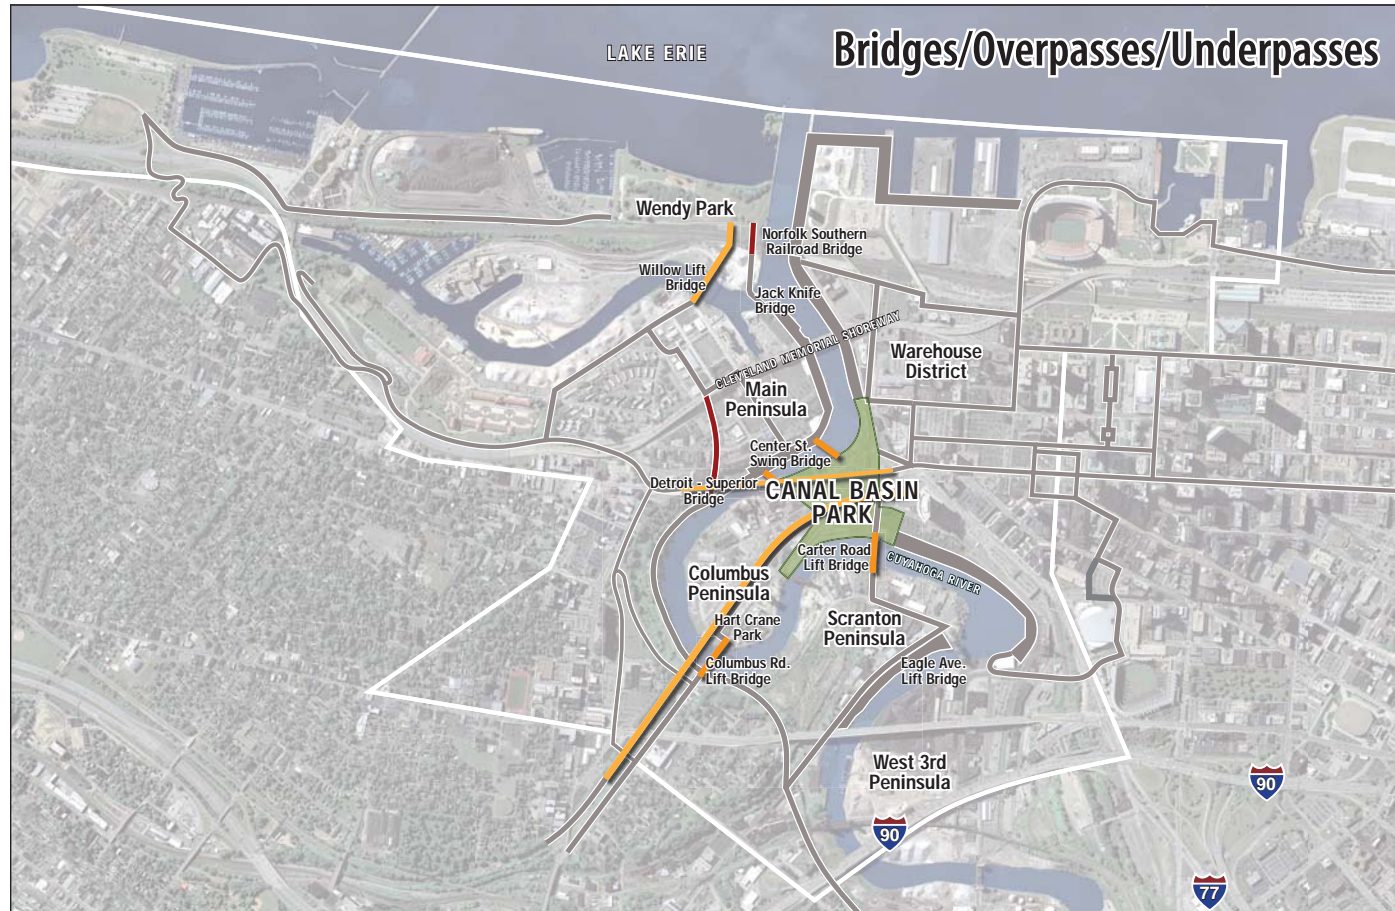 LAKE ERIE
Bridges/Overpasses/Underpasses
Wendy Park
Norfolk Southern
Railroad Bridge
Willow Lift
Bridge
Jack Knife
Bridge
CLEVELAND MEMORIAL SHOREWAY
Warehouse
District
Main
Peninsula
Center St.
Swing Bridge
Detroit - Superior
Bridge
CANAL BASIN
PARK
Carter Road
Lift Bridge
CUYAHOGA RIVER
Columbus
Peninsula
Hart Crane
Park
Scranton
Peninsula
Columbus Rd.
Lift Bridge
Eagle Ave.
Lift Bridge
West 3rd
Peninsula
90
90
77